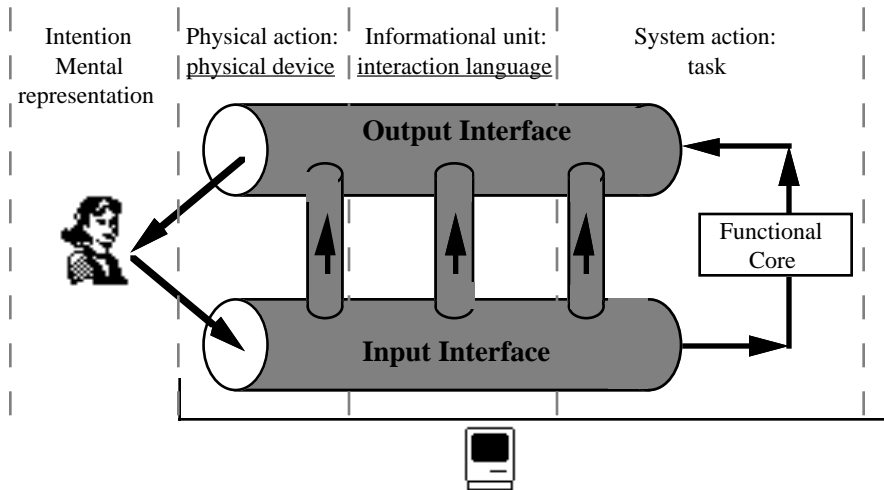 Intention
Mental
representation
Physical action:
physical device
Informational unit:
interaction language
System action:
task
Output Interface
Functional
Core
Input Interface